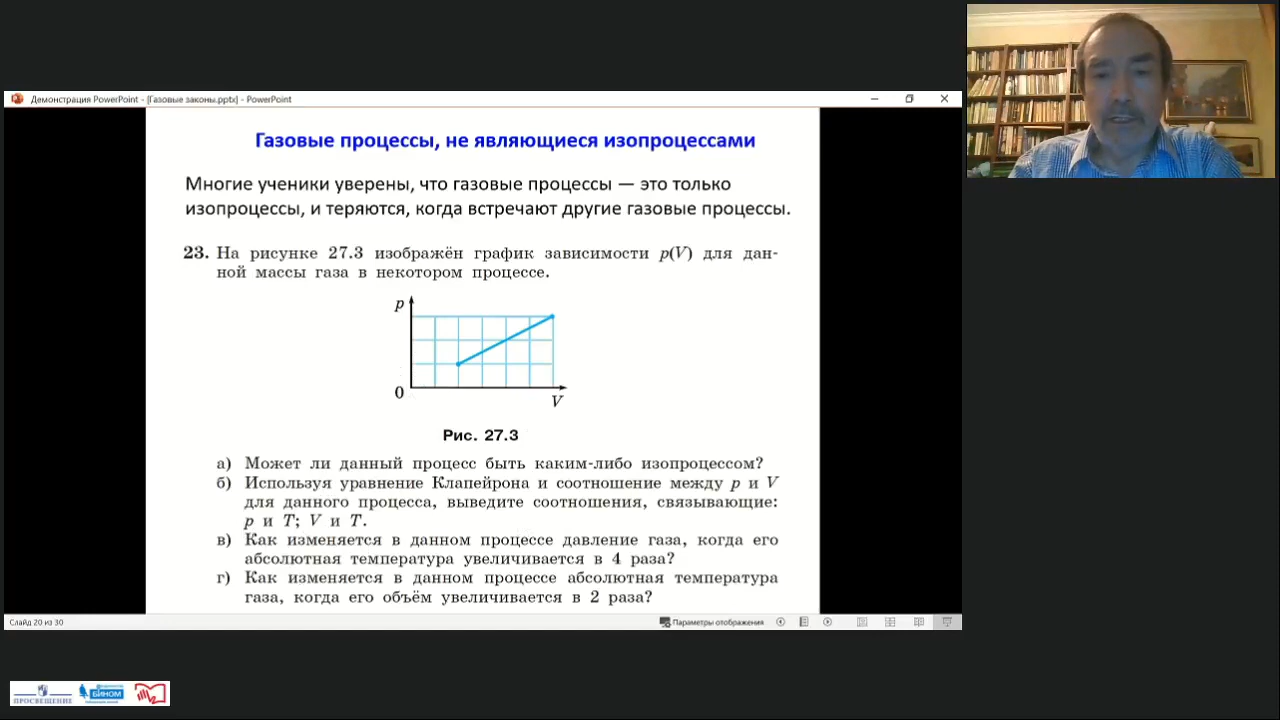 Демонстрация PowerPoint - [Газовые законы.pptx] - PowerPoint
Газовые процессы, не являющиеся изопроцессами
Многие ученики уверены, что газовые процессы — это только
изопроцессы, и теряются, когда встречают другие газовые процессы.
23. На рисунке 27.3 изображён график зависимости p(V) для дан-
ной массы газа в некотором процессе.
p
0
V
Рис. 27.3
а) Может ли данный процесс быть каким-либо изопроцессом?
б) Используя уравнение Клапейрона и соотношение между p и V
для данного процесса, выведите соотношения, связывающие:
p и T; V и T.
в) Как изменяется в данном процессе давление газа, когда его
абсолютная температура увеличивается в 4 раза?
г) Как изменяется в данном процессе абсолютная температура
газа, когда его объём увеличивается в 2 раза?
Слайд 20 из 30
Параметры отображения
ПРОСВЕЩЕНИЕ
БИНОМ